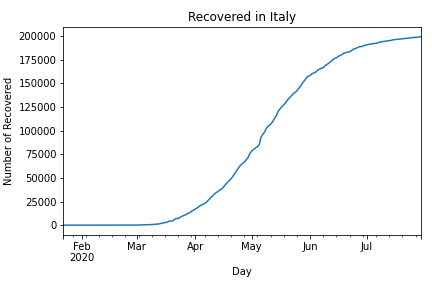 Recovered in Italy
200000
175000
150000
125000
100000
75000
50000
25000
0
Number of Recovered
Feb Mar Apr May Jun Jul
2020
Day